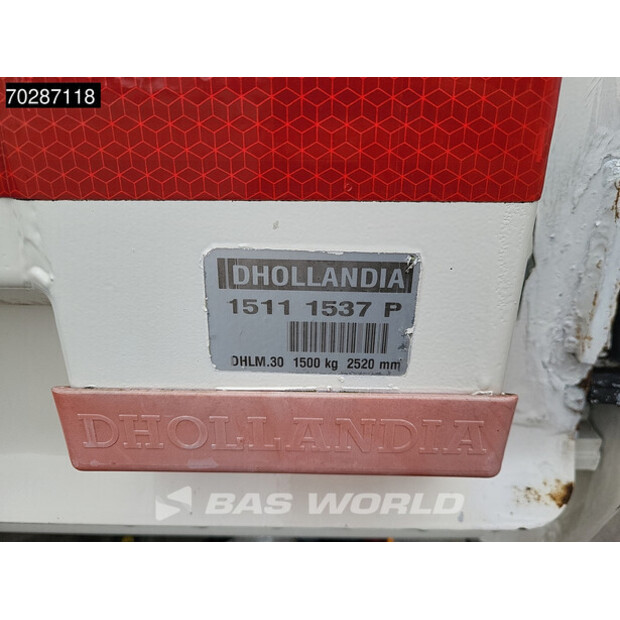 70287118
DHOLLANDIA
1511 1537 P
DHLM.30 1500 kg 2520 mm
DHOLLANDIA
BAS WORLD